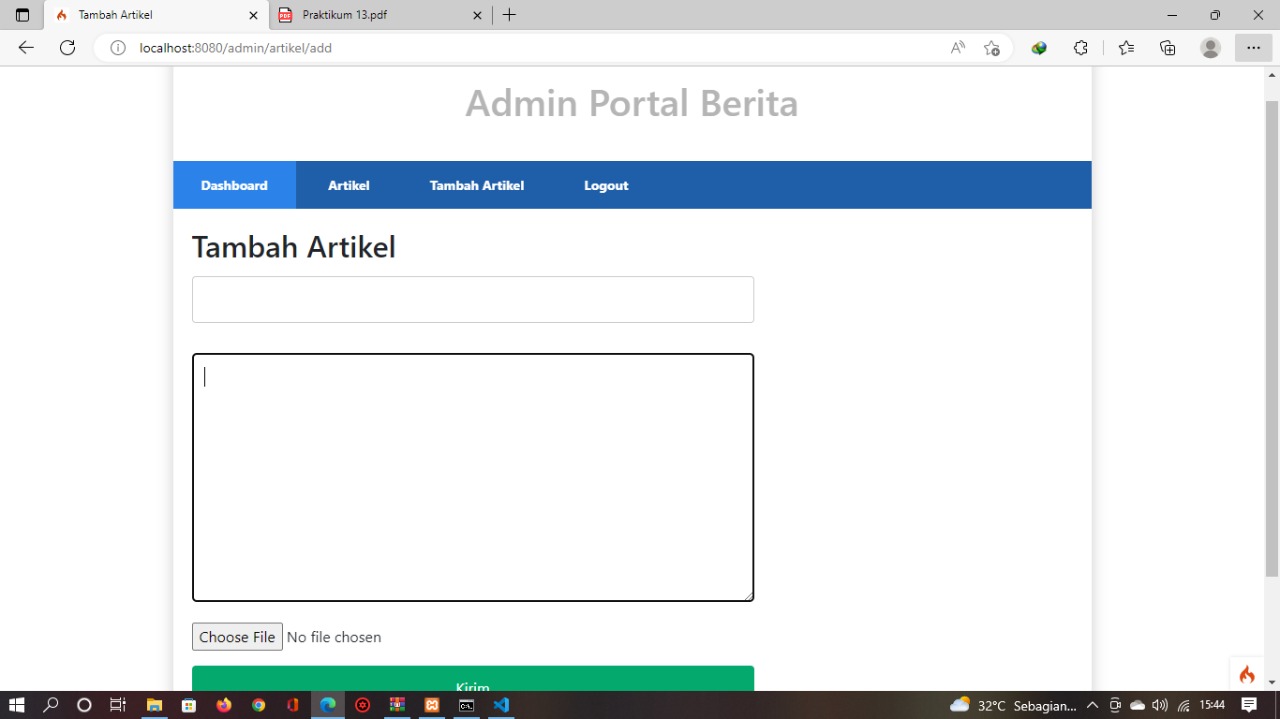 Tambah Artikel
Praktikum 13.pdf
localhost:8080/admin/artikel/add
Admin Portal Berita
Dashboard Artikel Tambah Artikel Logout
Tambah Artikel
Choose File No file chosen
Kirim
32°C Sebagian... 15:44